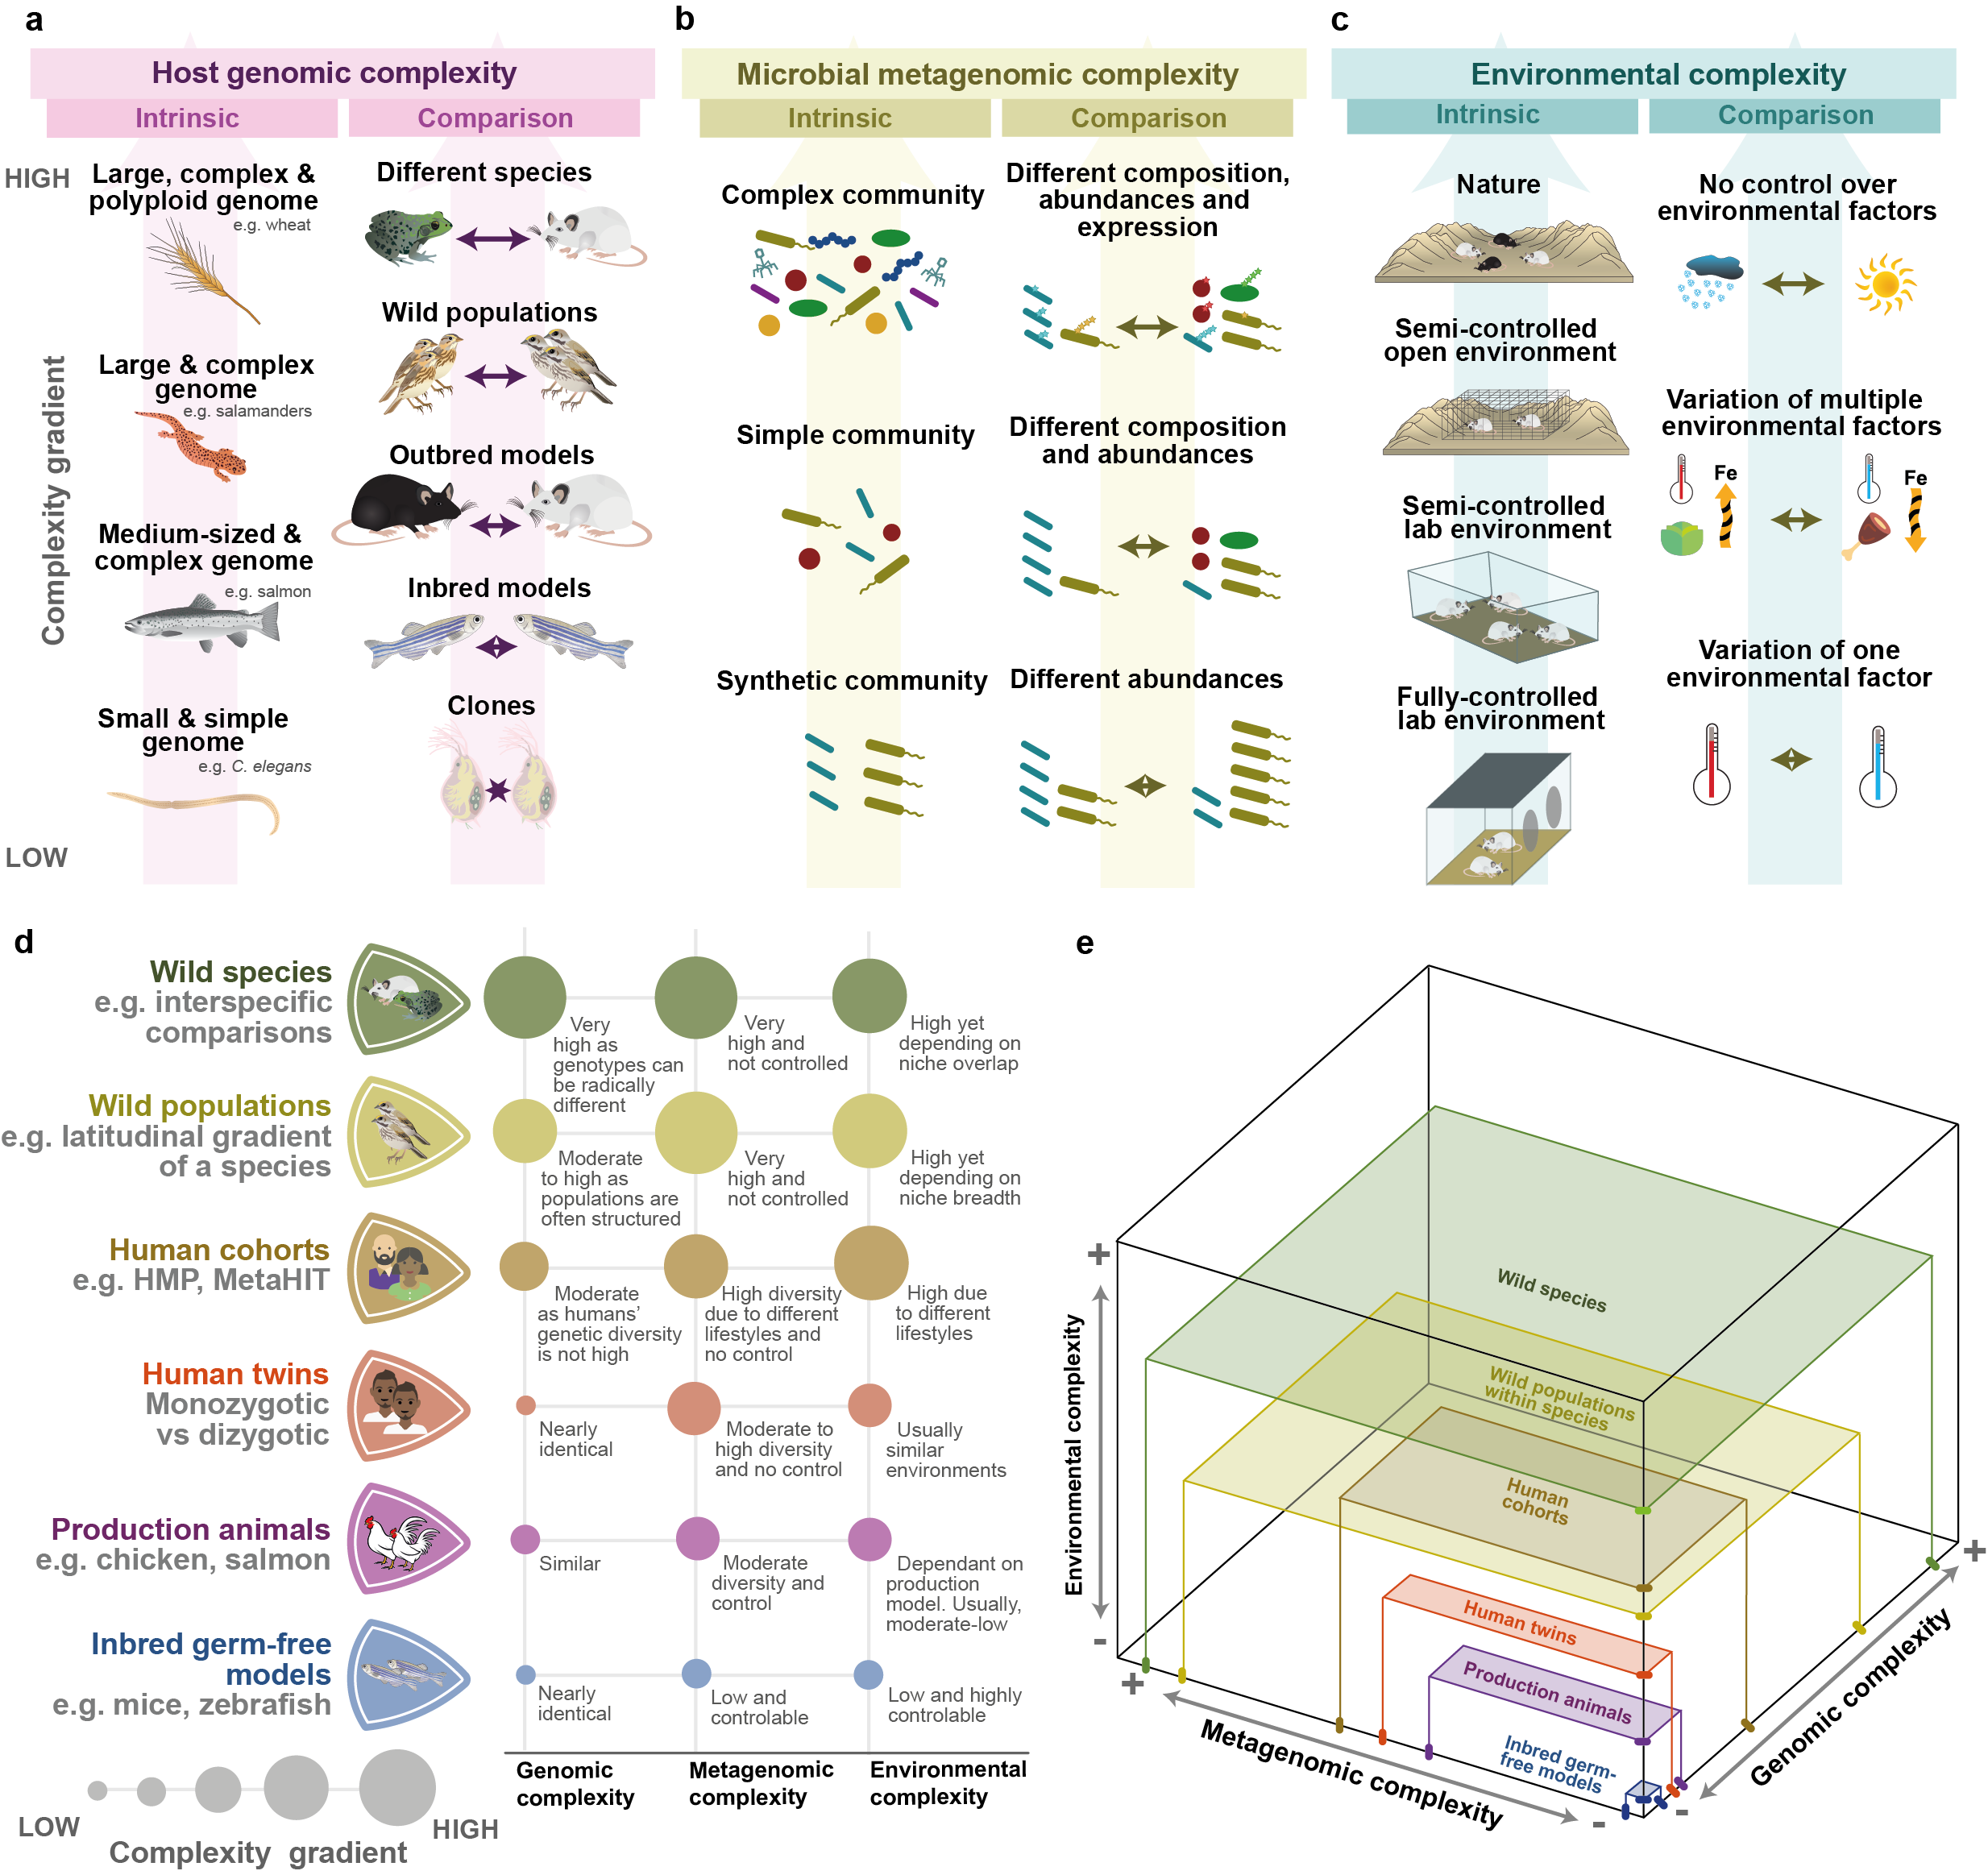 a
Host genomic complexity
Intrinsic
Comparison
HIGH
Complexity gradient
LOW
Large, complex &
polyploid genome
e.g. wheat
Large & complex
genome
e.g. salamanders
Medium-sized &
complex genome
e.g. salmon
Small & simple
genome
e.g. C. elegans
Different species
Wild populations
Outbred models
Inbred models
Clones
b
Microbial metagenomic complexity
Intrinsic
Comparison
Complex community
Simple community
Synthetic community
Different composition,
abundances and
expression
Different composition
and abundances
Different abundances
c
Environmental complexity
Intrinsic
Comparison
Nature
Semi-controlled
open environment
Semi-controlled
lab environment
Fully-controlled
lab environment
No control over
environmental factors
Variation of multiple
environmental factors
Fe
Fe
Variation of one
environmental factor
d
Wild species
e.g. interspecific
comparisons
Very
high as
genotypes can
be radically
different
Very
high and
not controlled
High yet
depending on
niche overlap
Wild populations
e.g. latitudinal gradient
of a species
Moderate
to high as
populations are
often structured
Very
high and
not controlled
High yet
depending on
niche breadth
Human cohorts
e.g. HMP, MetaHIT
Moderate
as humans’
genetic diversity
is not high
High diversity
due to different
lifestyles and
no control
High due
to different
lifestyles
Human twins
Monozygotic
vs dizygotic
Nearly
identical
Moderate to
high diversity
and no control
Usually
similar
environments
Production animals
e.g. chicken, salmon
Similar
Moderate
diversity and
control
Dependant on
production
model. Usually,
moderate-low
Inbred germ-free
models
e.g. mice, zebrafish
Nearly
identical
Low and
controlable
Low and highly
controlable
Genomic
complexity
Metagenomic
complexity
Environmental
complexity
LOW
HIGH
Complexity gradient
e
+
Environmental complexity
-
+
Metagenomic complexity
-
-
Genomic complexity
+
Wild species
Wild populations
within species
Human
cohorts
Human twins
Production animals
Inbred germ-
free models